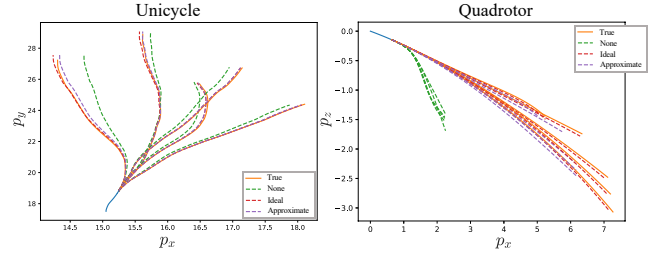 Unicycle
28
26
24
22
20
18
p_y
14.5 15.0 15.5 16.0 16.5 17.0 17.5 18.0
p_x
True
None
Ideal
Approximate
Quadrotor
0.0
−0.5
−1.0
−1.5
−2.0
−2.5
−3.0
p_z
0 1 2 3 4 5 6 7
p_x
True
None
Ideal
Approximate